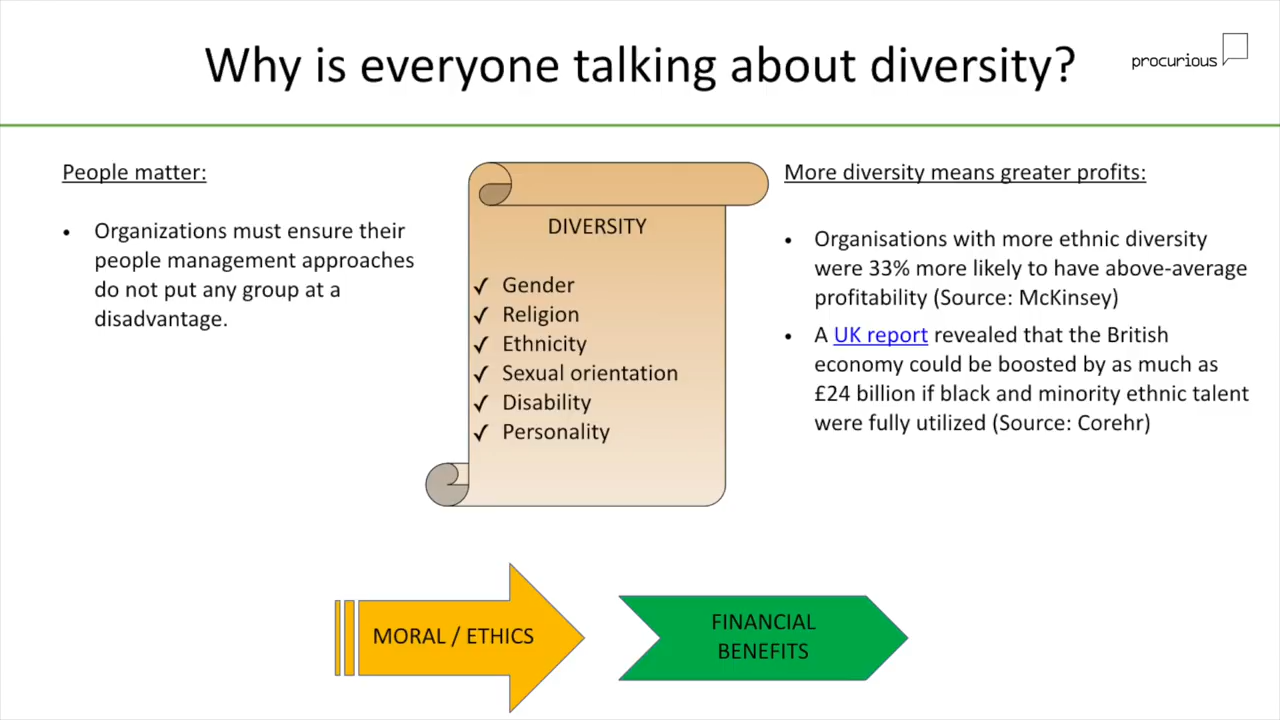 Why is everyone talking about diversity?
procurious
People matter:
• Organizations must ensure their
people management approaches
do not put any group at a
disadvantage.
DIVERSITY
✓ Gender
✓ Religion
✓ Ethnicity
✓ Sexual orientation
✓ Disability
✓ Personality
More diversity means greater profits:
• Organisations with more ethnic diversity
were 33% more likely to have above-average
profitability (Source: McKinsey)
• A UK report revealed that the British
economy could be boosted by as much as
£24 billion if black and minority ethnic talent
were fully utilized (Source: Corehr)
MORAL / ETHICS
FINANCIAL
BENEFITS